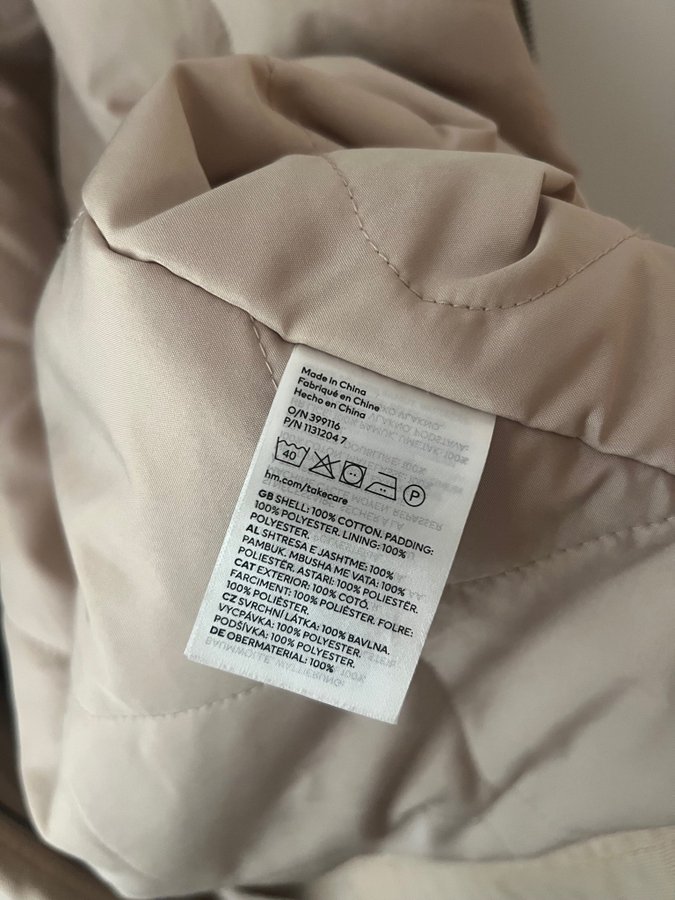 Made in China
Fabriqué en Chine
Hecho en China
O/N 399116
P/N 1131204 7
40 P
hm.com/takecare
GB SHELL: 100% COTTON. PADDING:
100% POLYESTER. LINING: 100%
POLYESTER.
AL SHTRESA E JASHTME: 100%
PAMBUK. MBUSHA ME VATA: 100%
POLIESTËR. ASTARI: 100% POLIESTËR.
CAT EXTERIOR: 100% COTÓ.
FARCIMENT: 100% POLIÈSTER. FOLRE:
100% POLIÈSTER.
CZ SVRCHNÍ LÁTKA: 100% BAVLNA.
VYCPÁVKA: 100% POLYESTER.
PODŠÍVKA: 100% POLYESTER.
DE OBERMATERIAL: 100%